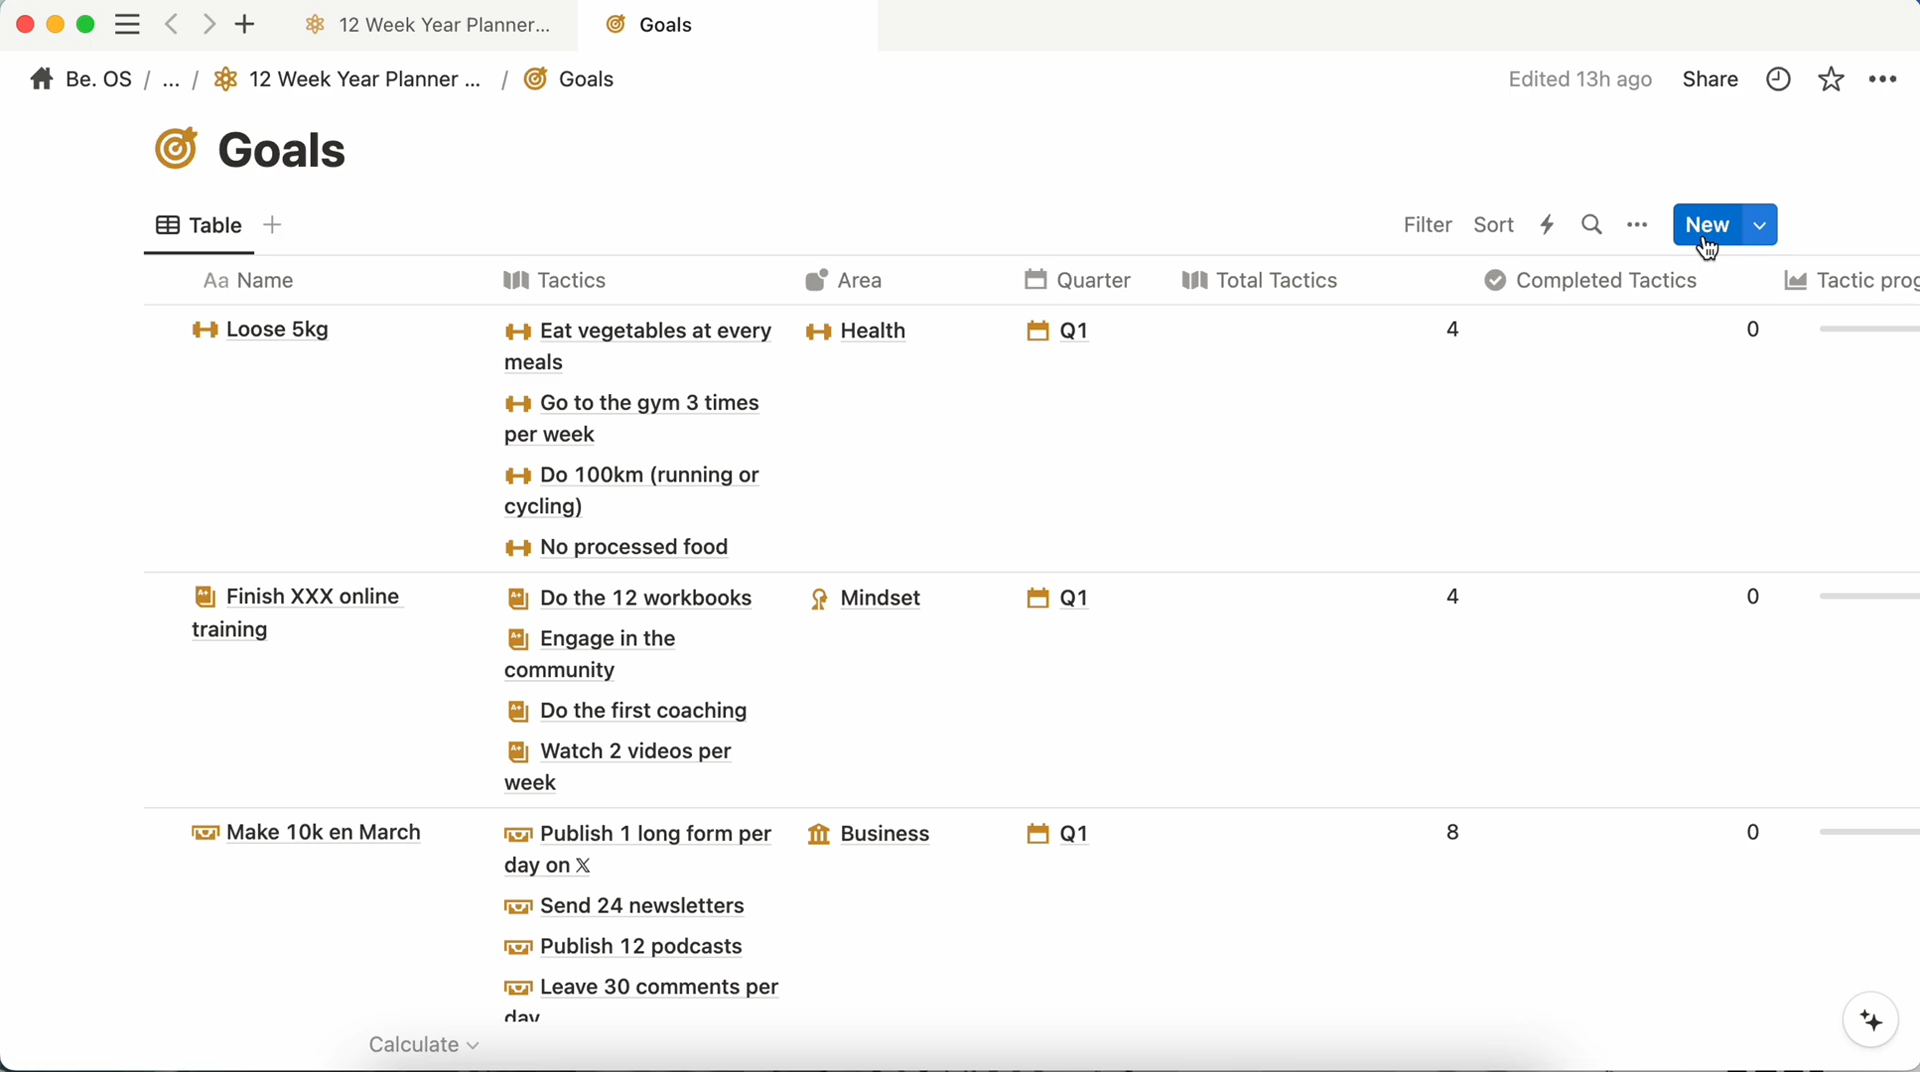 12 Week Year Planner... Goals
Be. OS / ... / 12 Week Year Planner ... / Goals Edited 13h ago Share
Goals
Table Filter Sort New
Aa Name Tactics Area Quarter Total Tactics Completed Tactics Tactic prog
Loose 5kg Eat vegetables at every Health Q1 4 0
meals
Go to the gym 3 times
per week
Do 100km (running or
cycling)
No processed food
Finish XXX online Do the 12 workbooks Mindset Q1 4 0
training Engage in the
community
Do the first coaching
Watch 2 videos per
week
Make 10k en March Publish 1 long form per Business Q1 8 0
day on 𝕏
Send 24 newsletters
Publish 12 podcasts
Leave 30 comments per
day
Calculate